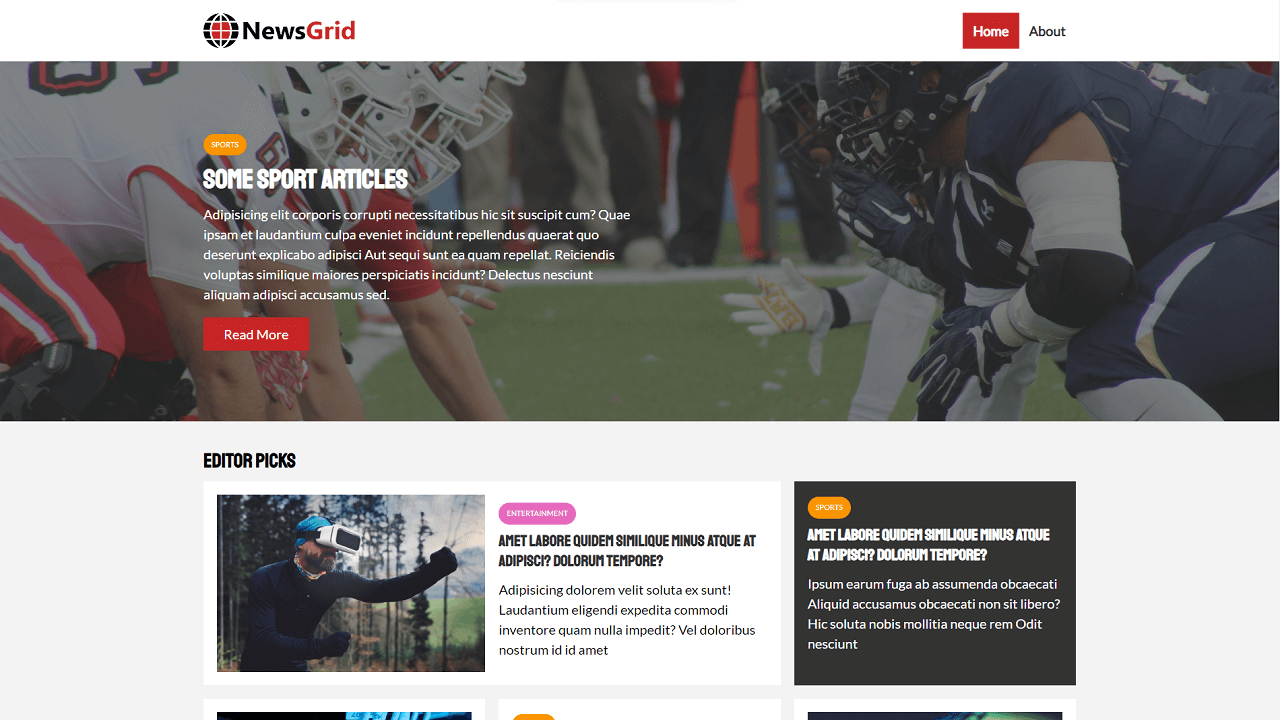 NewsGrid
Home
About
SPORTS
SOME SPORT ARTICLES
Adipisicing elit corporis corrupti necessitatibus hic sit suscipit cum? Quae
ipsam et laudantium culpa eveniet incidunt repellendus quaerat quo
deserunt explicabo adipisci Aut sequi sunt ea quam repellat. Reiciendis
voluptas similique maiores perspiciatis incidunt? Delectus nesciunt
aliquam adipisci accusamus sed.
Read More
EDITOR PICKS
ENTERTAINMENT
AMET LABORE QUIDEM SIMILIQUE MINUS ATQUE AT
ADIPISCI? DOLORUM TEMPORE?
Adipisicing dolorem velit soluta ex sunt!
Laudantium eligendi expedita commodi
inventore quam nulla impedit? Vel doloribus
nostrum id id amet
SPORTS
AMET LABORE QUIDEM SIMILIQUE MINUS ATQUE
AT ADIPISCI? DOLORUM TEMPORE?
Ipsum earum fuga ab assumenda obcaecati
Aliquid accusamus obcaecati non sit libero?
Hic soluta nobis mollitia neque rem Odit
nesciunt